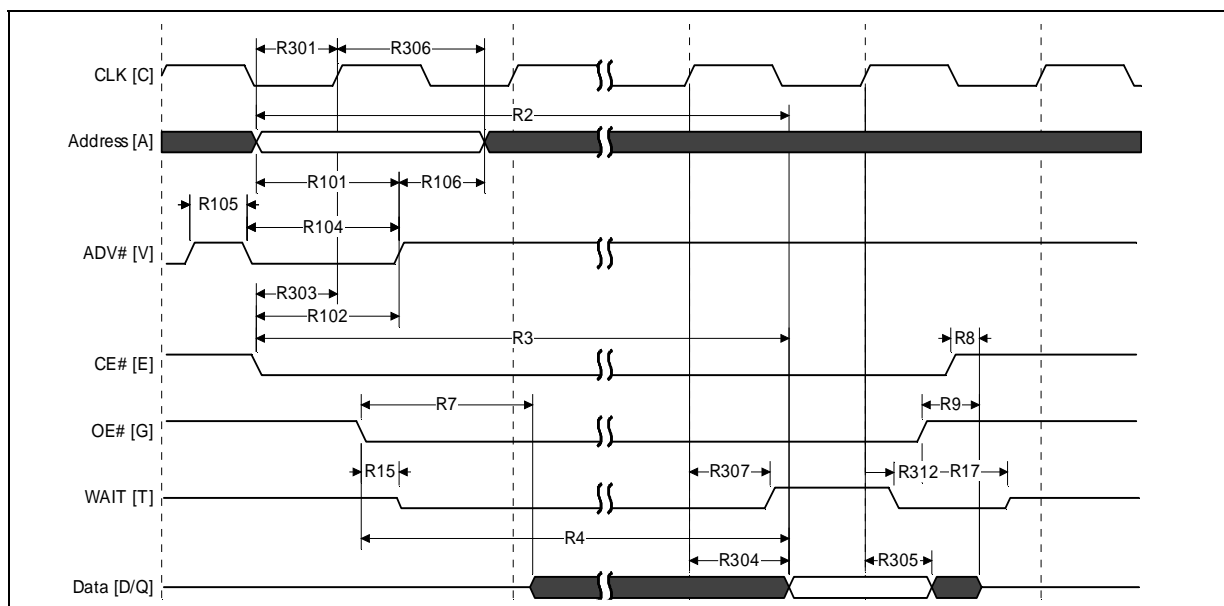 R301 R306
CLK [C]
R2
Address [A]
R101 R106
R105
R104
ADV# [V]
R303
R102
R3 R8
CE# [E]
R7 R9
OE# [G]
R15 R307 R312 R17
WAIT [T]
R4
R304 R305
Data [D/Q]